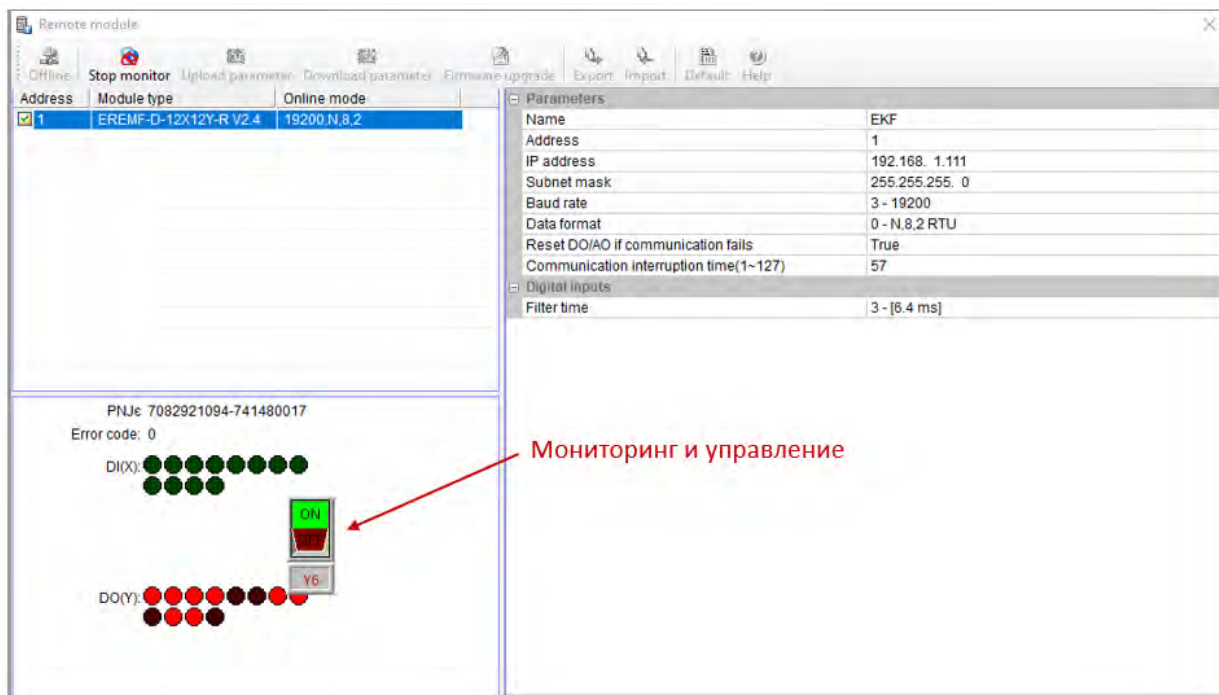 Remote module
Offline Stop monitor Upload parameter Download parameter Firmware upgrade Export Import Default Help
Address Module type Online mode
1 EREMF-D-12X12Y-R V2.4 19200,N,8,2
Parameters
Name EKF
Address 1
IP address 192.168. 1.111
Subnet mask 255.255.255. 0
Baud rate 3 - 19200
Data format 0 - N,8,2 RTU
Reset DO/AO if communication fails True
Communication interruption time(1~127) 57
Digital inputs
Filter time 3 - [6.4 ms]
PNJє 7082921094-741480017
Error code: 0
DI(X):
Мониторинг и управление
ON
Y6
DO(Y):